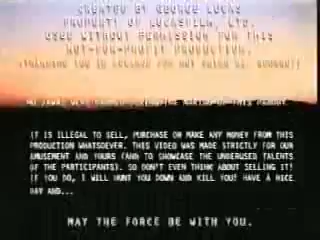 CREATED BY GEORGE LUCAS
PROPERTY OF LUCASFILM, LTD.
USED WITHOUT PERMISSION FOR THIS
NOT-FOR-PROFIT PRODUCTION.
IT IS ILLEGAL TO SELL, PURCHASE OR MAKE ANY MONEY FROM THIS
PRODUCTION WHATSOEVER. THIS VIDEO WAS MADE STRICTLY FOR OUR
AMUSEMENT AND YOURS (AND TO SHOWCASE THE UNDERUSED TALENTS
OF THE PARTICIPANTS). SO DON'T EVEN THINK ABOUT SELLING IT!
IF YOU DO, I WILL HUNT YOU DOWN AND KILL YOU! HAVE A NICE
DAY AND...
MAY THE FORCE BE WITH YOU.